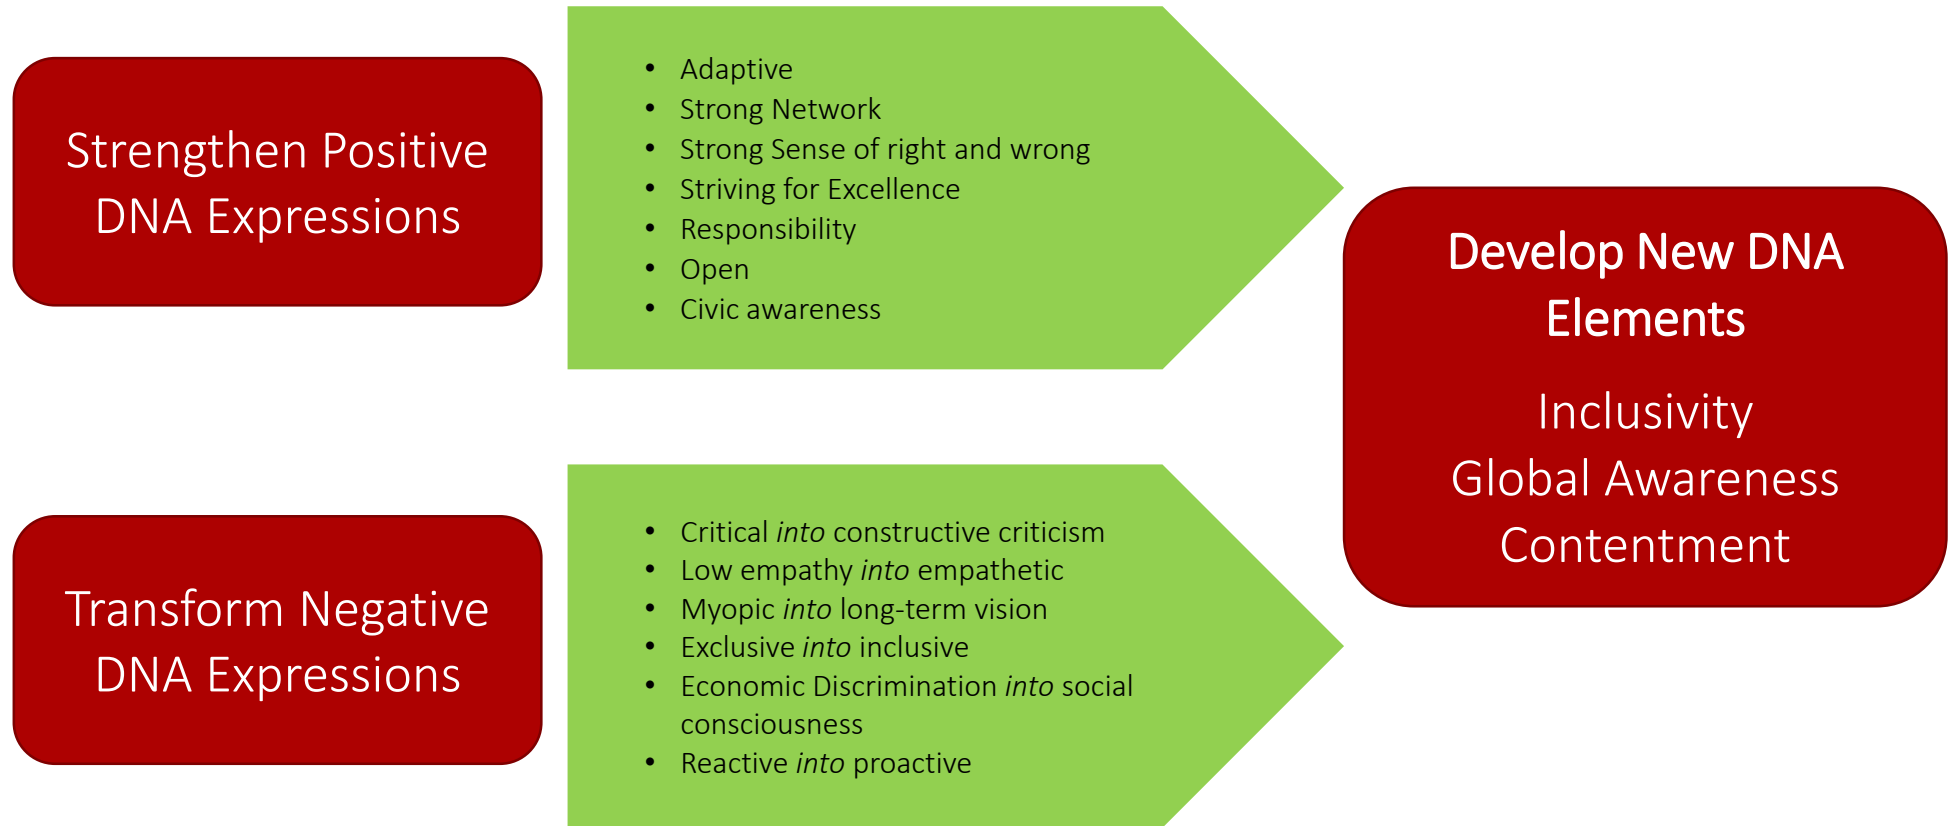 Strengthen Positive
DNA Expressions
• Adaptive
• Strong Network
• Strong Sense of right and wrong
• Striving for Excellence
• Responsibility
• Open
• Civic awareness
Transform Negative
DNA Expressions
• Critical into constructive criticism
• Low empathy into empathetic
• Myopic into long-term vision
• Exclusive into inclusive
• Economic Discrimination into social
consciousness
• Reactive into proactive
Develop New DNA
Elements
Inclusivity
Global Awareness
Contentment